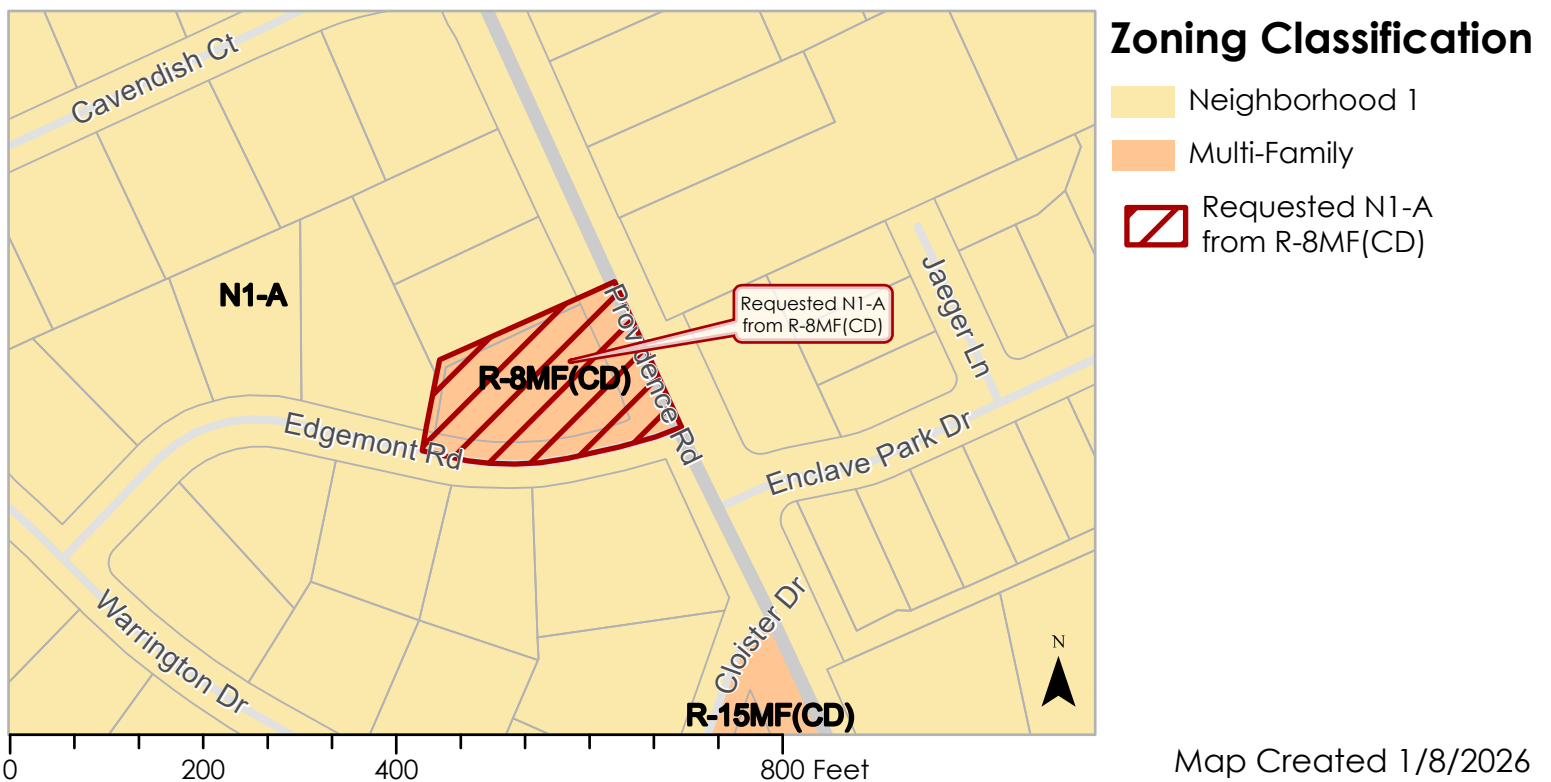 Zoning Classification
Neighborhood 1
Multi-Family
Requested N1-A
from R-8MF(CD)
Cavendish Ct
N1-A
Providence Rd
Requested N1-A
from R-8MF(CD)
Jaeger Ln
R-8MF(CD)
Edgemont Rd
Enclave Park Dr
Warrington Dr
Cloister Dr
N
R-15MF(CD)
0 200 400 800 Feet
Map Created 1/8/2026